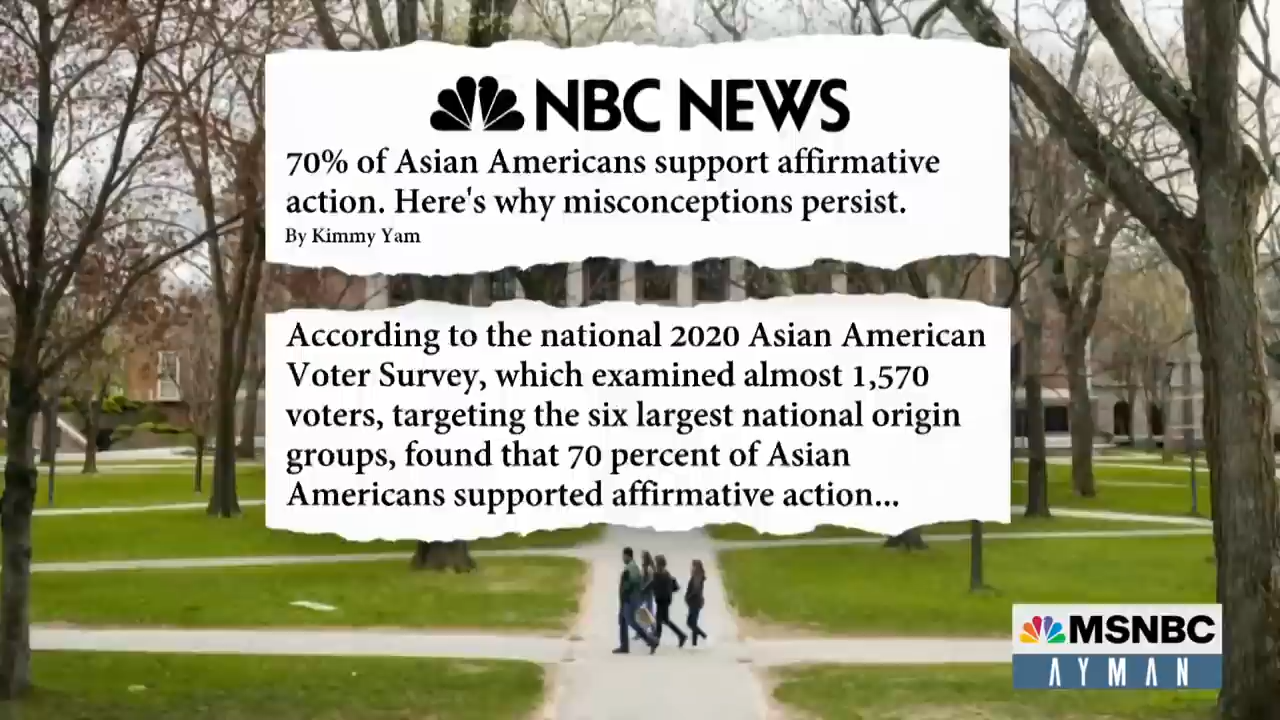 NBC NEWS
70% of Asian Americans support affirmative
action. Here's why misconceptions persist.
By Kimmy Yam
According to the national 2020 Asian American
Voter Survey, which examined almost 1,570
voters, targeting the six largest national origin
groups, found that 70 percent of Asian
Americans supported affirmative action...
MSNBC
AYMAN